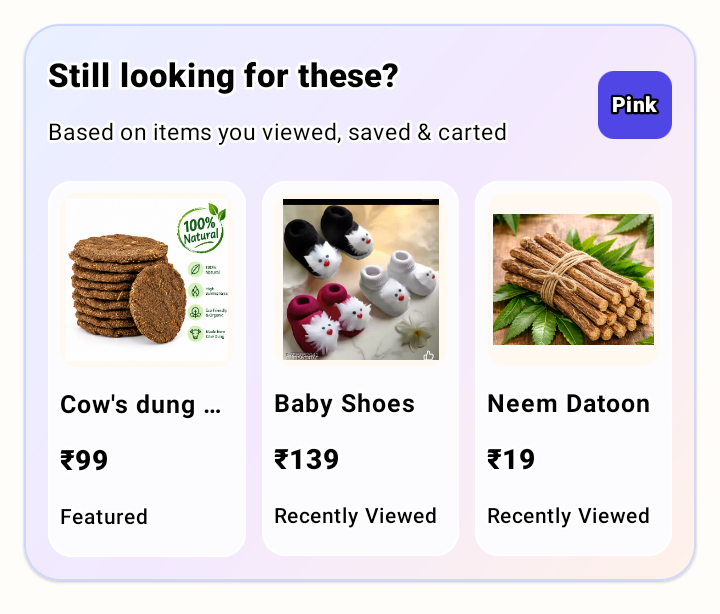 Still looking for these?
Pink
Based on items you viewed, saved & carted
100%
Natural
Cow's dung ...
₹99
Featured
Baby Shoes
₹139
Recently Viewed
Neem Datoon
₹19
Recently Viewed